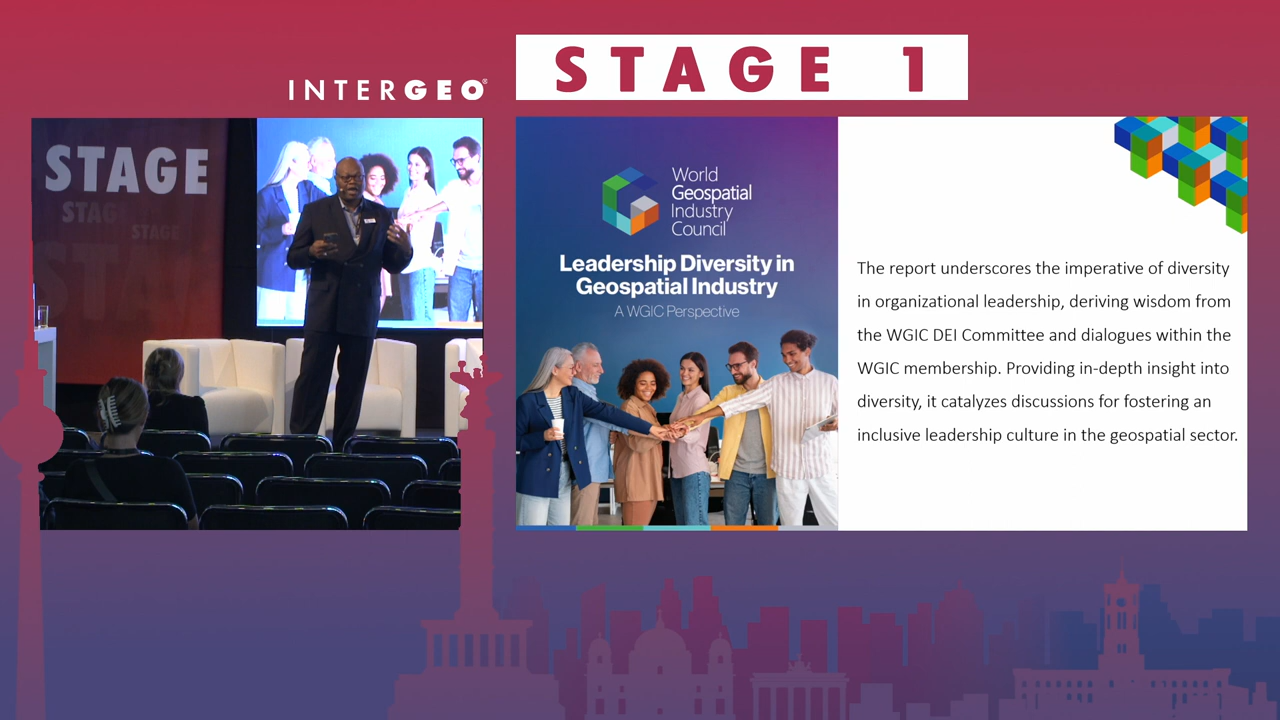 INTERGEO®
STAGE 1
STAGE
STAGE
STAGE
World
Geospatial
Industry
Council
Leadership Diversity in
Geospatial Industry
A WGIC Perspective
The report underscores the imperative of diversity
in organizational leadership, deriving wisdom from
the WGIC DEI Committee and dialogues within the
WGIC membership. Providing in-depth insight into
diversity, it catalyzes discussions for fostering an
inclusive leadership culture in the geospatial sector.